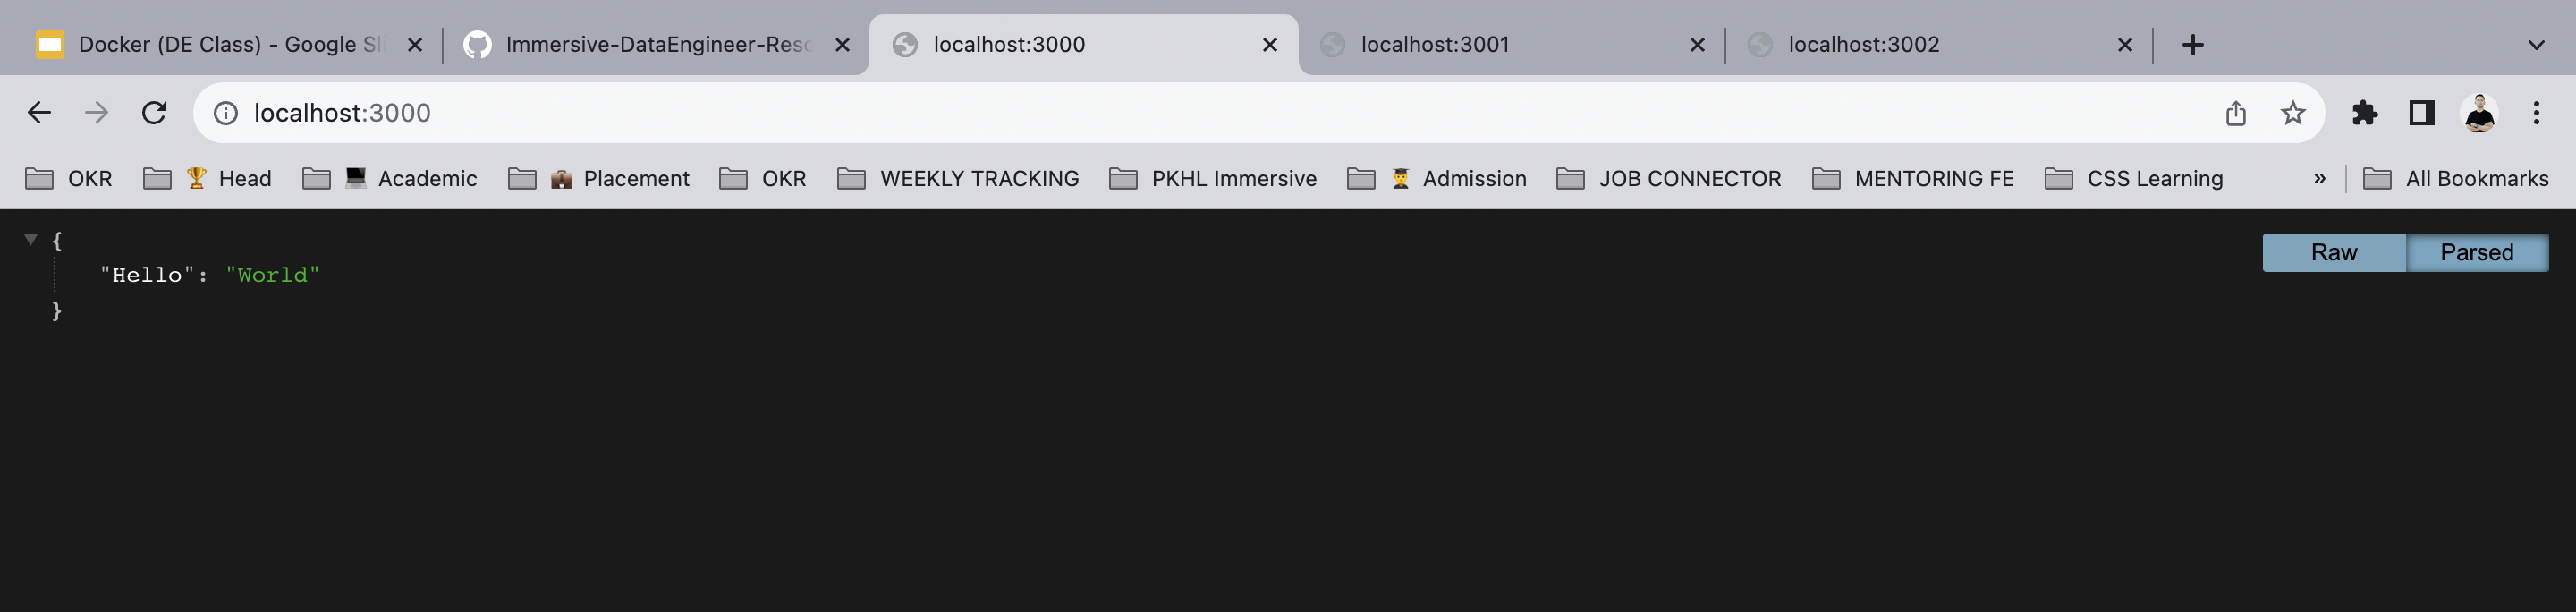 Docker (DE Class) - Google Sli
Immersive-DataEngineer-Reso
localhost:3000
localhost:3001
localhost:3002
localhost:3000
OKR
Head
Academic
Placement
OKR
WEEKLY TRACKING
PKHL Immersive
Admission
JOB CONNECTOR
MENTORING FE
CSS Learning
»
All Bookmarks
{
Raw
Parsed
"Hello": "World"
}